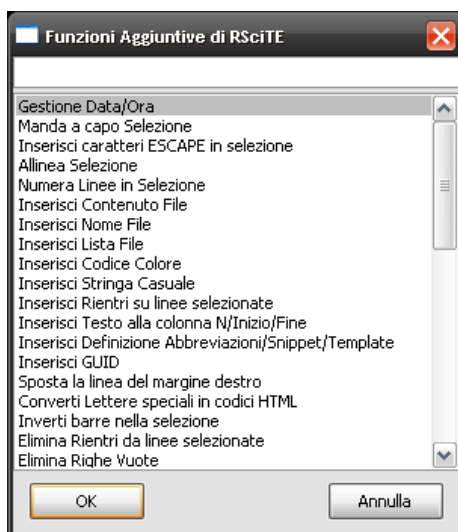 Funzioni Aggiuntive di RSciTE
Gestione Data/Ora
Manda a capo Selezione
Inserisci caratteri ESCAPE in selezione
Allinea Selezione
Numera Linee in Selezione
Inserisci Contenuto File
Inserisci Nome File
Inserisci Lista File
Inserisci Codice Colore
Inserisci Stringa Casuale
Inserisci Rientri su linee selezionate
Inserisci Testo alla colonna N/Inizio/Fine
Inserisci Definizione Abbreviazioni/Snippet/Template
Inserisci GUID
Sposta la linea del margine destro
Converti Lettere speciali in codici HTML
Inverti barre nella selezione
Elimina Rientri da linee selezionate
Elimina Righe Vuote
OK Annulla